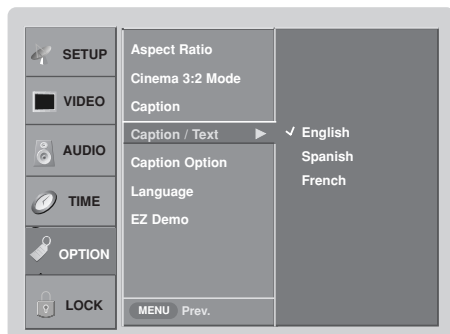 SETUP
VIDEO
AUDIO
TIME
OPTION
LOCK
Aspect Ratio
Cinema 3:2 Mode
Caption
Caption / Text
Caption Option
Language
EZ Demo
MENU Prev.
English
Spanish
French